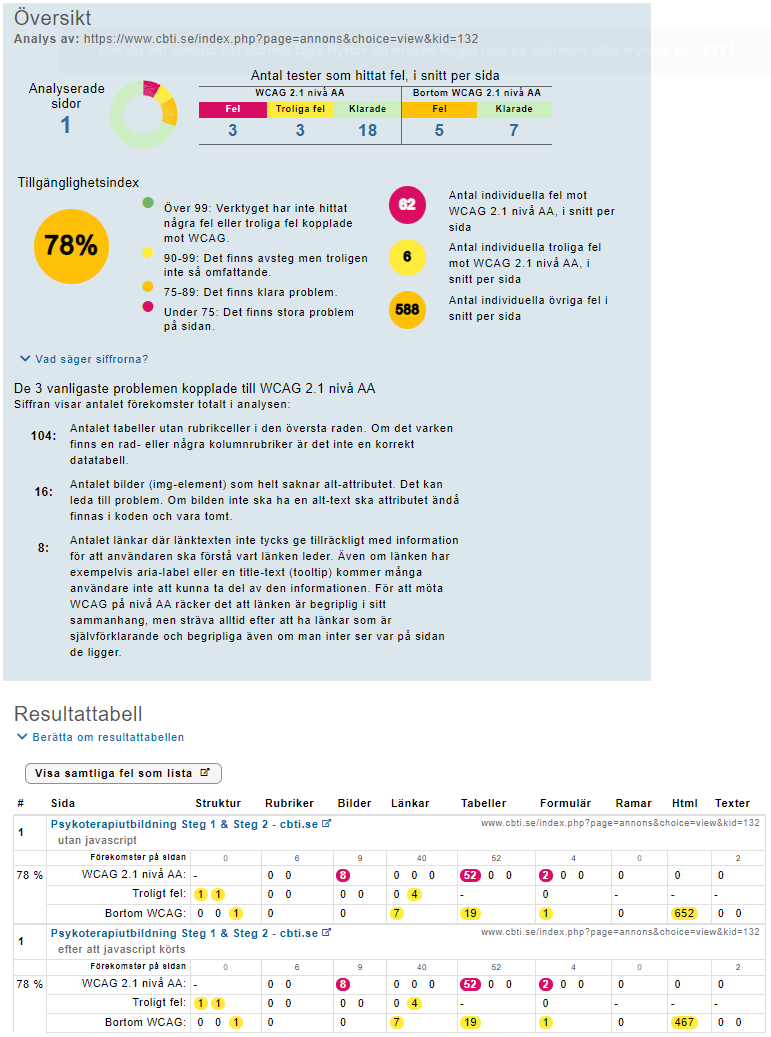 Översikt
Analys av: https://www.cbti.se/index.php?page=annons&choice=view&kid=132
F11
Analyserade
sidor
1
Antal tester som hittat fel, i snitt per sida
WCAG 2.1 nivå AA Bortom WCAG 2.1 nivå AA
Fel Troliga fel Klarade Fel Klarade
3 3 18 5 7
Tillgänglighetsindex
78%
Över 99: Verktyget har inte hittat
några fel eller troliga fel kopplade
mot WCAG.
90-99: Det finns avsteg men troligen
inte så omfattande.
75-89: Det finns klara problem.
Under 75: Det finns stora problem
på sidan.
62
Antal individuella fel mot
WCAG 2.1 nivå AA, i snitt per
sida
6
Antal individuella troliga fel
mot WCAG 2.1 nivå AA, i
snitt per sida
588
Antal individuella övriga fel i
snitt per sida
Vad säger siffrorna?
De 3 vanligaste problemen kopplade till WCAG 2.1 nivå AA
Siffran visar antalet förekomster totalt i analysen:
104: Antalet tabeller utan rubrikceller i den översta raden. Om det varken
finns en rad- eller några kolumnrubriker är det inte en korrekt
datatabell.
16: Antalet bilder (img-element) som helt saknar alt-attributet. Det kan
leda till problem. Om bilden inte ska ha en alt-text ska attributet ändå
finnas i koden och vara tomt.
8: Antalet länkar där länktexten inte tycks ge tillräckligt med information
för att användaren ska förstå vart länken leder. Även om länken har
exempelvis aria-label eller en title-text (tooltip) kommer många
användare inte att kunna ta del av den informationen. För att möta
WCAG på nivå AA räcker det att länken är begriplig i sitt
sammanhang, men sträva alltid efter att ha länkar som är
självförklarande och begripliga även om man inter ser var på sidan
de ligger.
Resultattabell
Berätta om resultattabellen
Visa samtliga fel som lista
# Sida Struktur Rubriker Bilder Länkar Tabeller Formulär Ramar Html Texter
1 Psykoterapiutbildning Steg 1 & Steg 2 - cbti.se www.cbti.se/index.php?page=annons&choice=view&kid=132
utan javascript
Förekomster på sidan 0 6 9 40 52 4 0 2
78 % WCAG 2.1 nivå AA: - 0 0 8 0 0 0 52 0 0 2 0 0 0 0 0
Troligt fel: 1 1 0 0 0 0 0 4 - 0 - - -
Bortom WCAG: 0 0 1 0 0 7 19 1 0 652 0 0
1 Psykoterapiutbildning Steg 1 & Steg 2 - cbti.se www.cbti.se/index.php?page=annons&choice=view&kid=132
efter att javascript körts
Förekomster på sidan 0 6 9 40 52 4 0 2
78 % WCAG 2.1 nivå AA: - 0 0 8 0 0 0 52 0 0 2 0 0 0 0 0
Troligt fel: 1 1 0 0 0 0 0 4 - 0 - - -
Bortom WCAG: 0 0 1 0 0 7 19 1 0 467 0 0